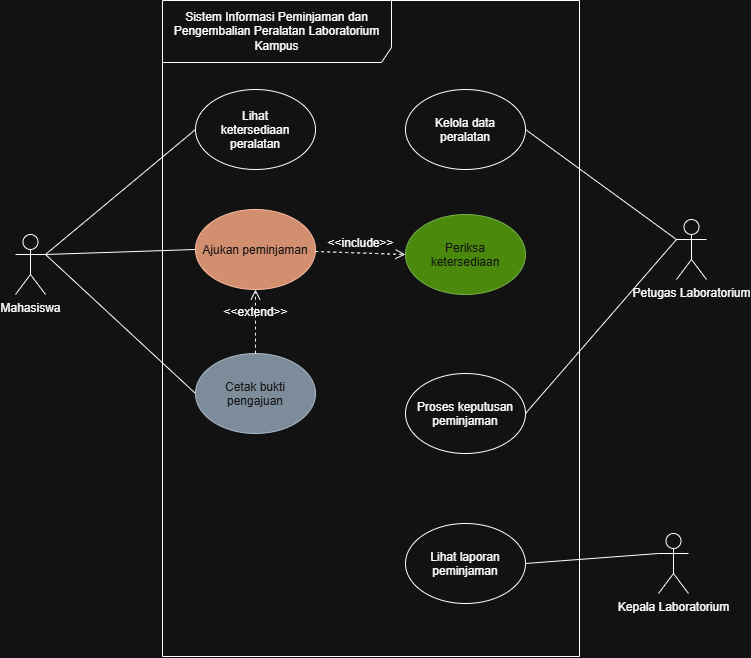 Sistem Informasi Peminjaman dan
Pengembalian Peralatan Laboratorium
Kampus
Lihat
ketersediaan
peralatan
Kelola data
peralatan
Ajukan peminjaman
<<include>>
Periksa
ketersediaan
Mahasiswa
Petugas Laboratorium
<<extend>>
Cetak bukti
pengajuan
Proses keputusan
peminjaman
Lihat laporan
peminjaman
Kepala Laboratorium